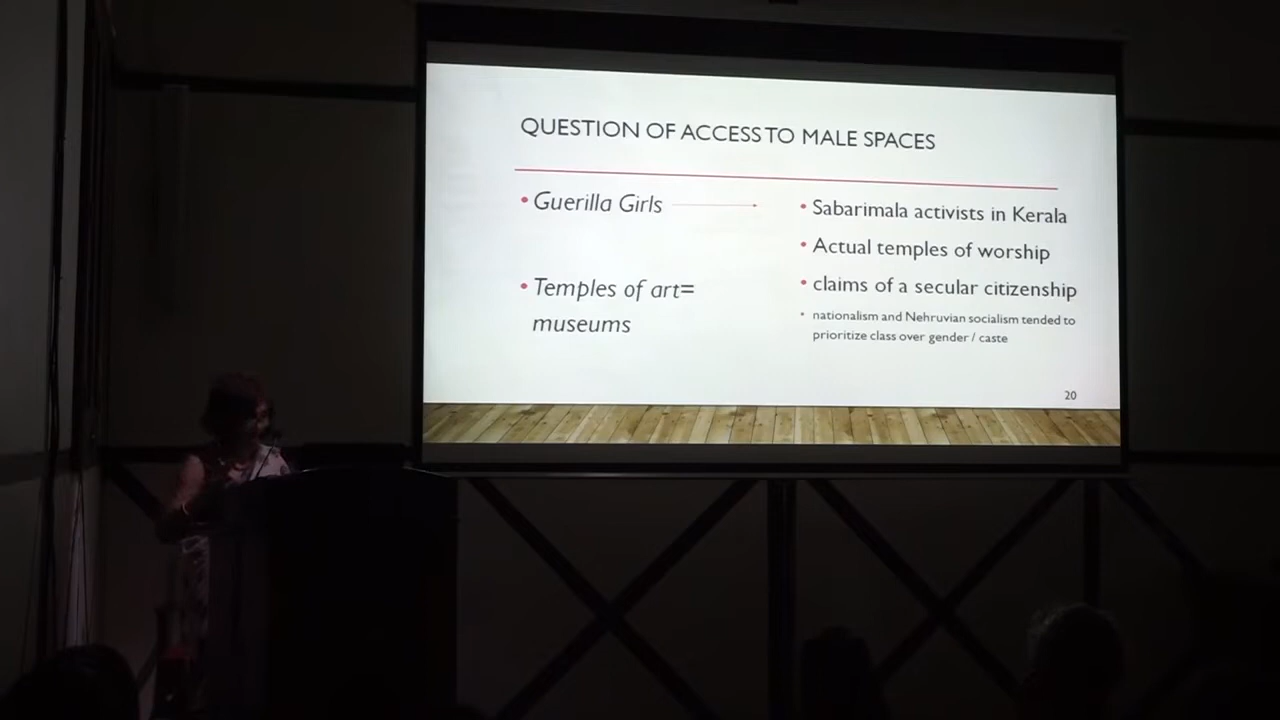 QUESTION OF ACCESS TO MALE SPACES
• Guerilla Girls
• Temples of art=
museums
• Sabarimala activists in Kerala
• Actual temples of worship
• claims of a secular citizenship
• nationalism and Nehruvian socialism tended to
prioritize class over gender / caste
20